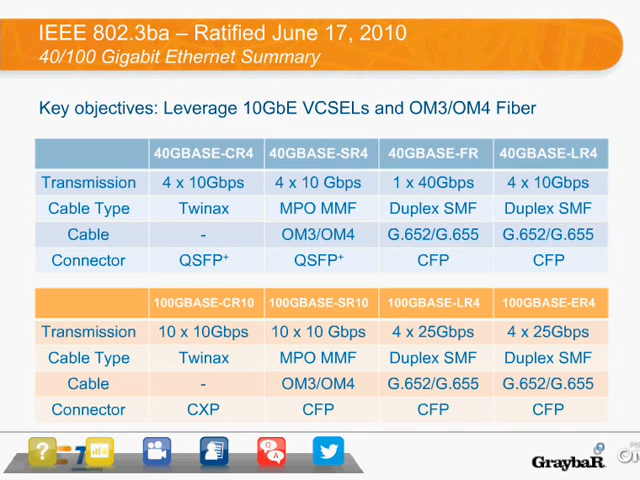 IEEE 802.3ba – Ratified June 17, 2010
40/100 Gigabit Ethernet Summary
Key objectives: Leverage 10GbE VCSELs and OM3/OM4 Fiber
40GBASE-CR4 40GBASE-SR4 40GBASE-FR 40GBASE-LR4
Transmission 4 x 10Gbps 4 x 10 Gbps 1 x 40Gbps 4 x 10Gbps
Cable Type Twinax MPO MMF Duplex SMF Duplex SMF
Cable - OM3/OM4 G.652/G.655 G.652/G.655
Connector QSFP+ QSFP+ CFP CFP
100GBASE-CR10 100GBASE-SR10 100GBASE-LR4 100GBASE-ER4
Transmission 10 x 10Gbps 10 x 10 Gbps 4 x 25Gbps 4 x 25Gbps
Cable Type Twinax MPO MMF Duplex SMF Duplex SMF
Cable - OM3/OM4 G.652/G.655 G.652/G.655
Connector CXP CFP CFP CFP
? Q A
GraybaR